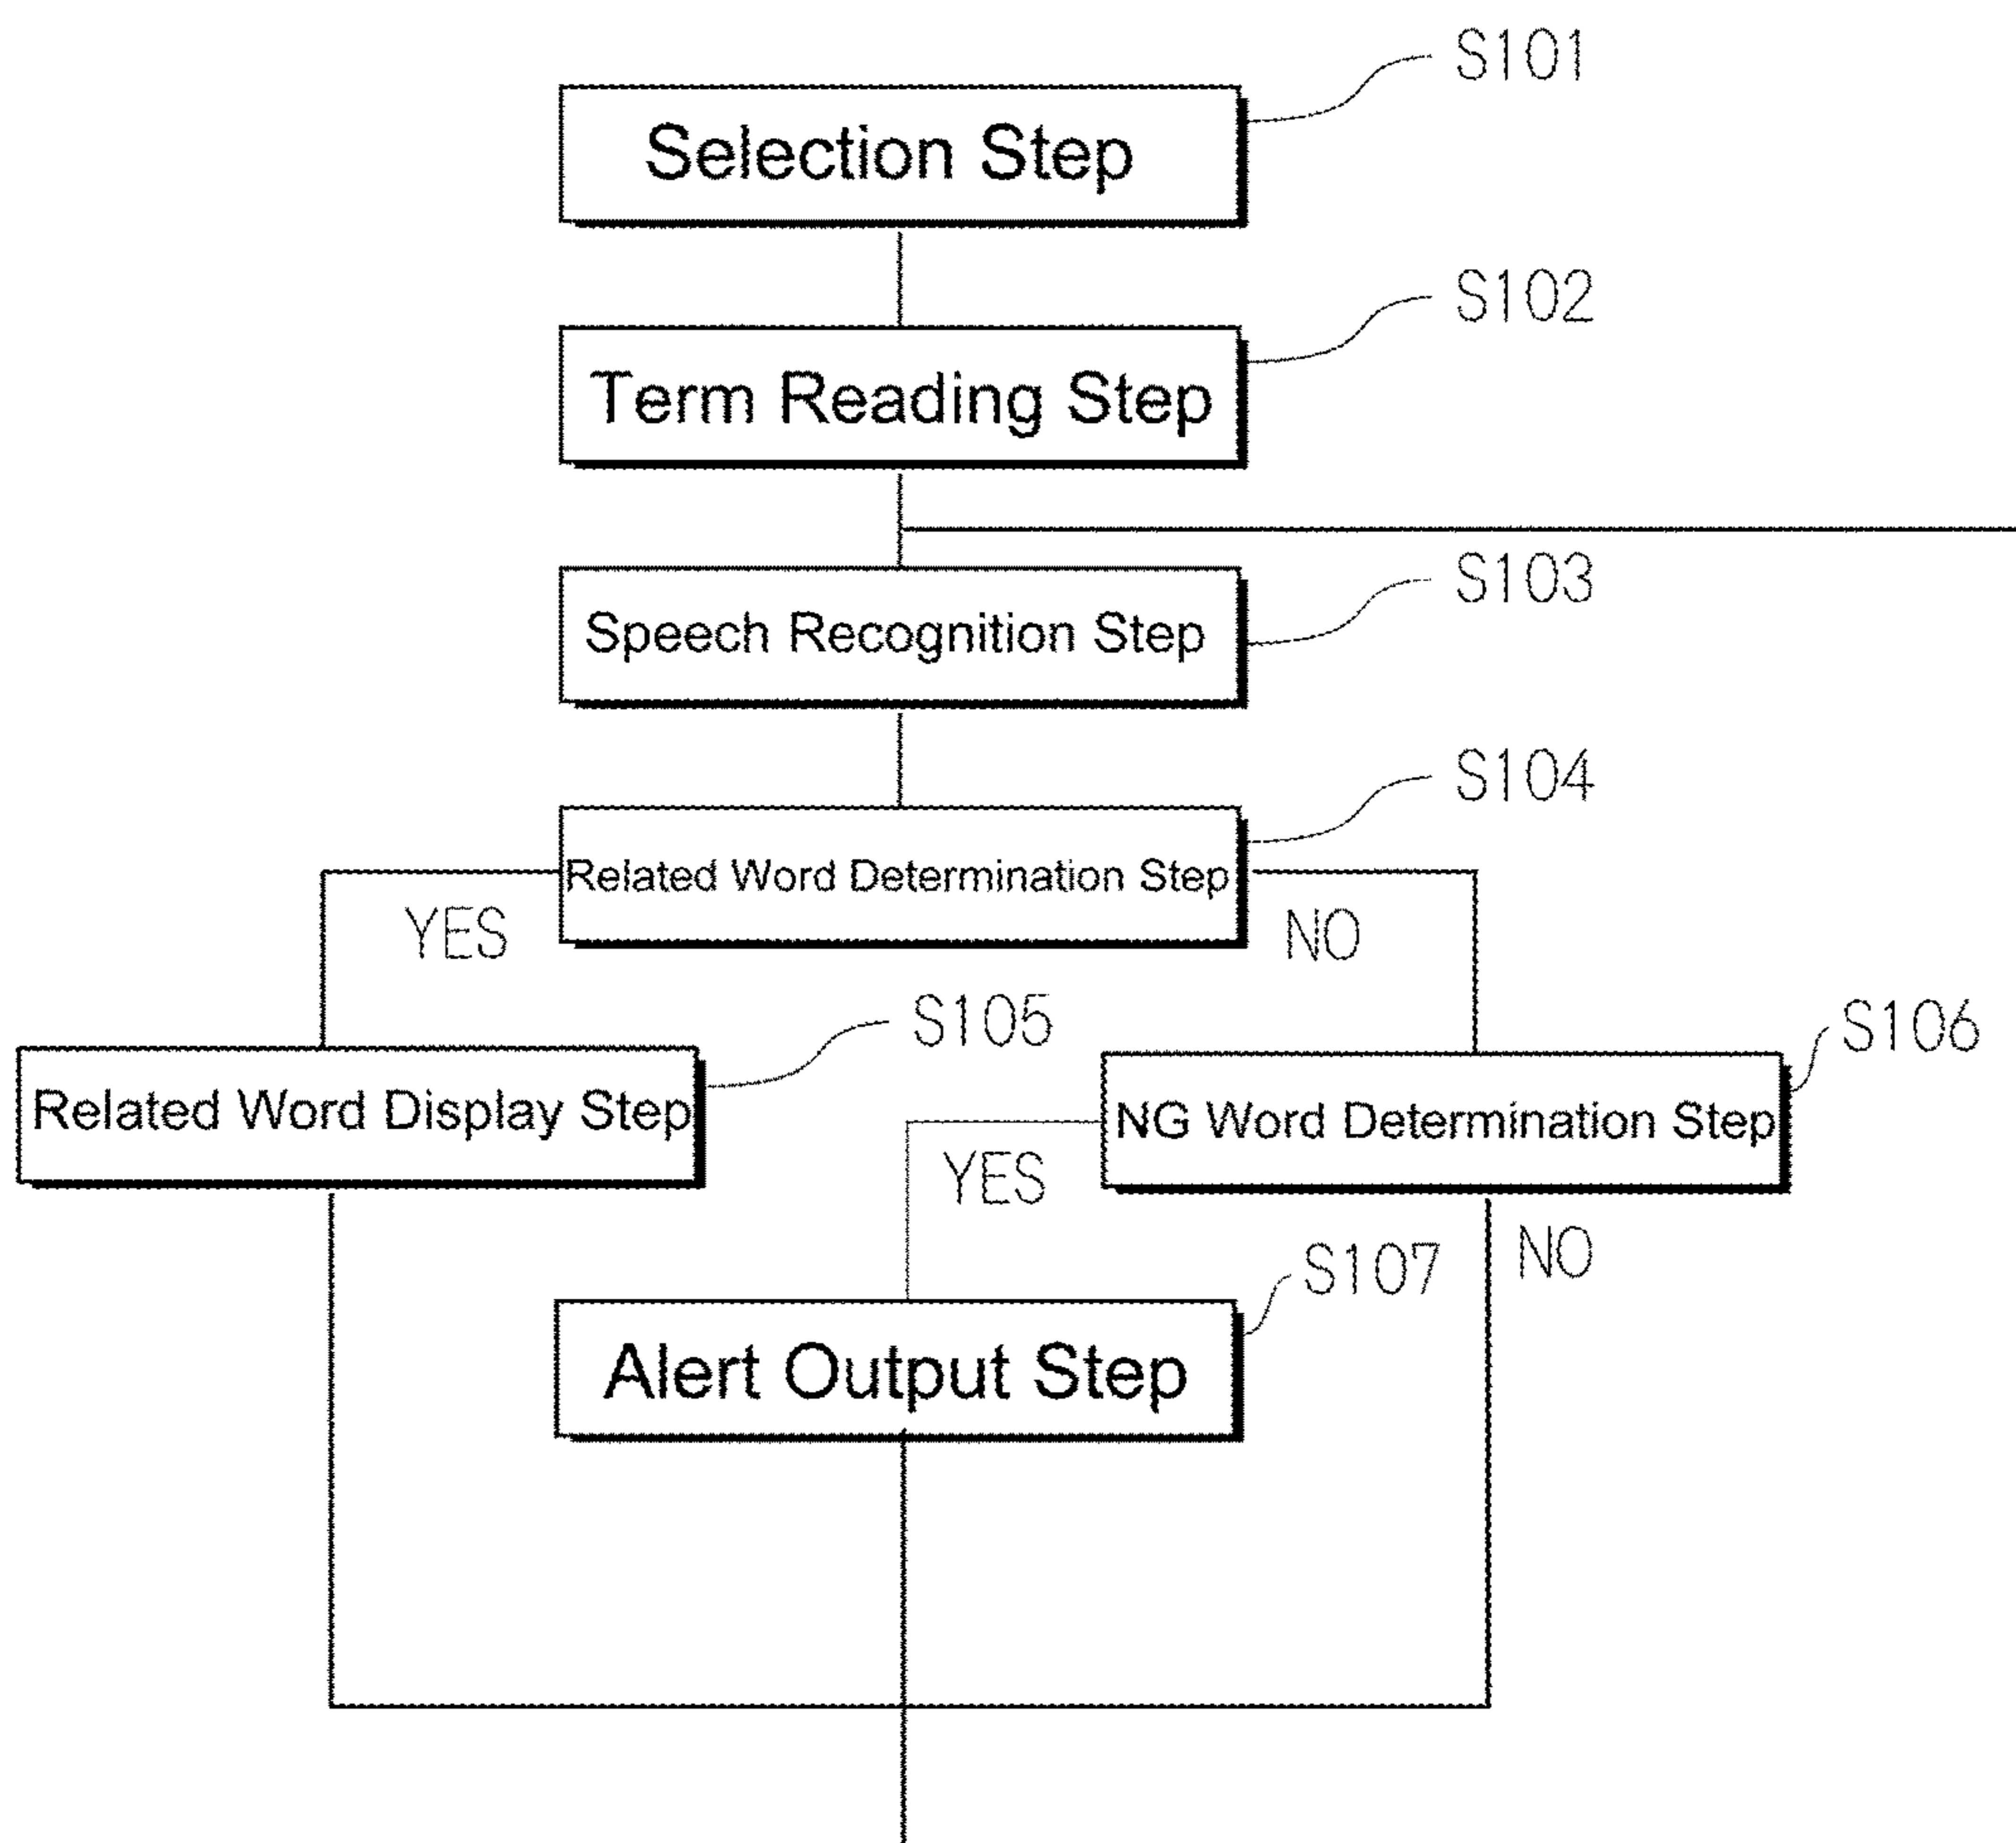 S101
Selection Step
S102
Term Reading Step
S103
Speech Recognition Step
S104
Related Word Determination Step
YES
NO
S105
S106
Related Word Display Step
NG Word Determination Step
YES
NO
S107
Alert Output Step